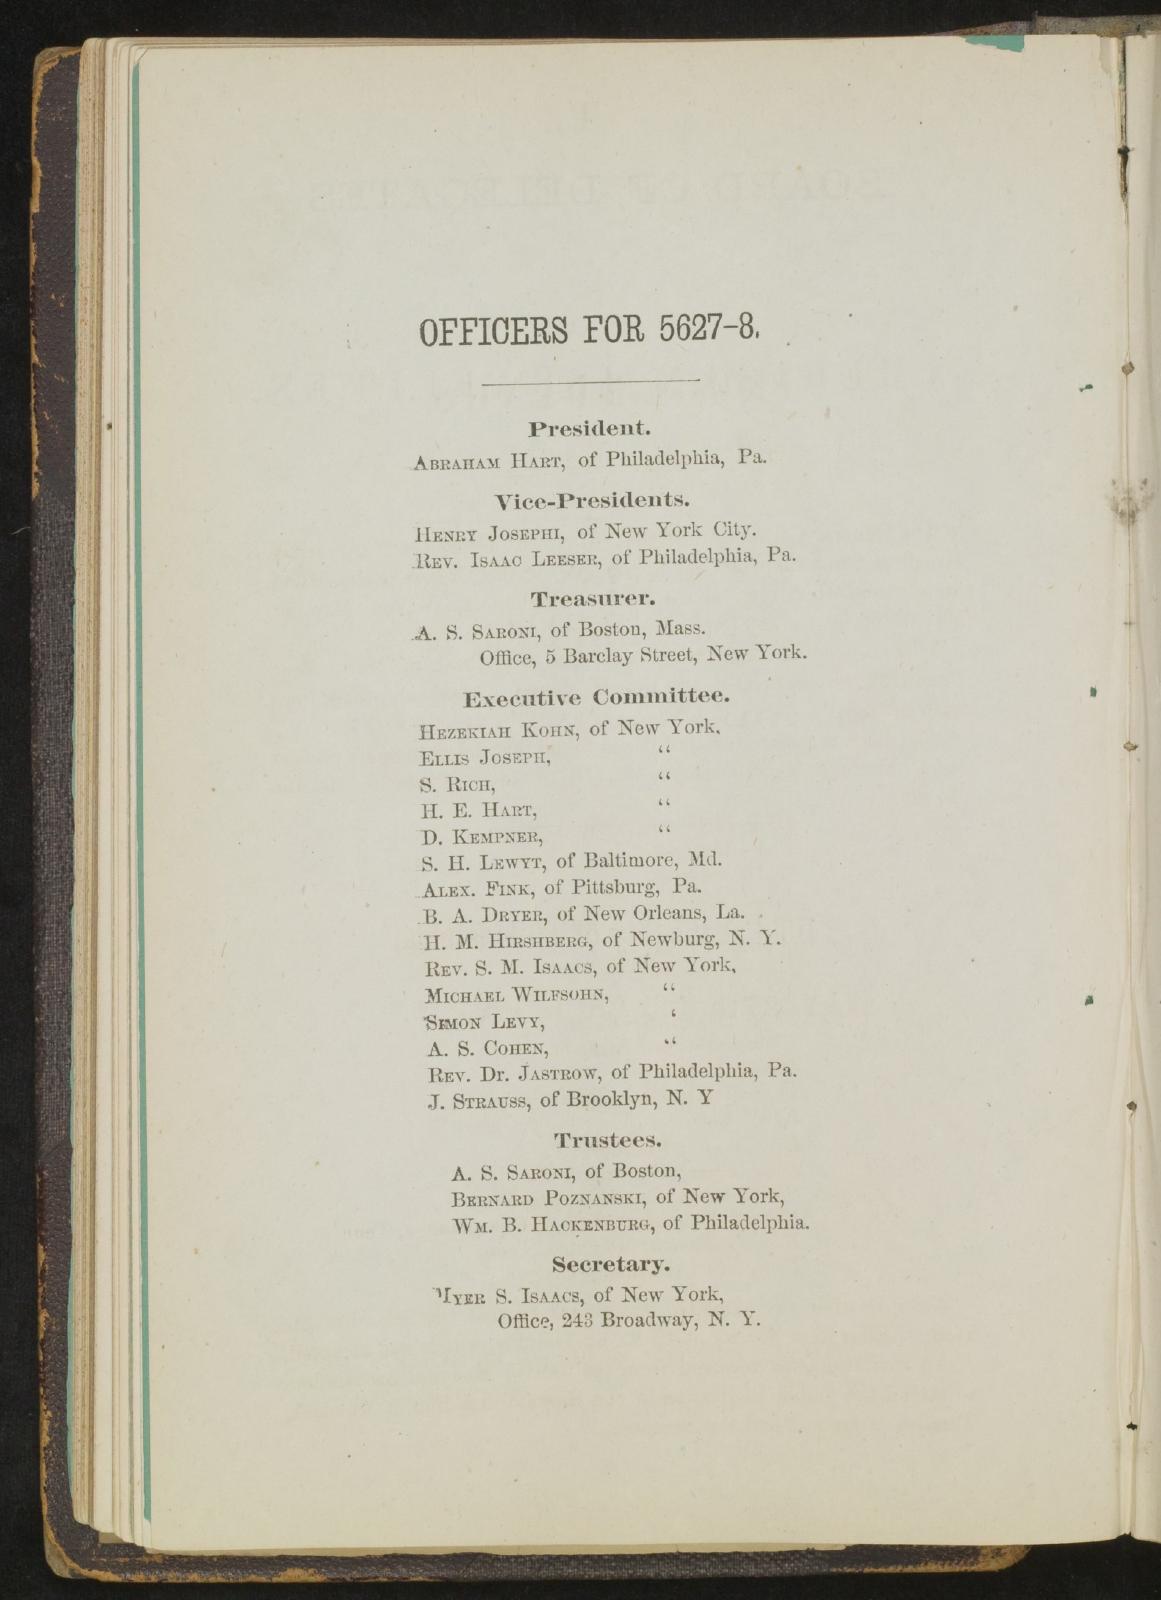 OFFICERS FOR 5627-8.
President.
ABRAHAM HART, of Philadelphia, Pa.
Vice-Presidents.
HENRY JOSEPHI, of New York City.
REV. ISAAC LEESER, of Philadelphia, Pa.
Treasurer.
A. S. SARONI, of Boston, Mass.
Office, 5 Barclay Street, New York.
Executive Committee.
HEZEKIAH KOHN, of New York.
ELLIS JOSEPH, “
S. RICH, “
H. E. HART, “
D. KEMPNER, “
S. H. LEWYT, of Baltimore, Md.
ALEX. FINK, of Pittsburg, Pa.
B. A. DRYER, of New Orleans, La.
H. M. HIRSHBERG, of Newburg, N. Y.
REV. S. M. ISAACS, of New York,
MICHAEL WILFSOHN, “
SIMON LEVY, ‘
A. S. COHEN, “
REV. Dr. JASTROW, of Philadelphia, Pa.
J. STRAUSS, of Brooklyn, N. Y
Trustees.
A. S. SARONI, of Boston,
BERNARD POZNANSKI, of New York,
WM. B. HACKENBURG, of Philadelphia.
Secretary.
MYER S. ISAACS, of New York,
Office, 243 Broadway, N. Y.